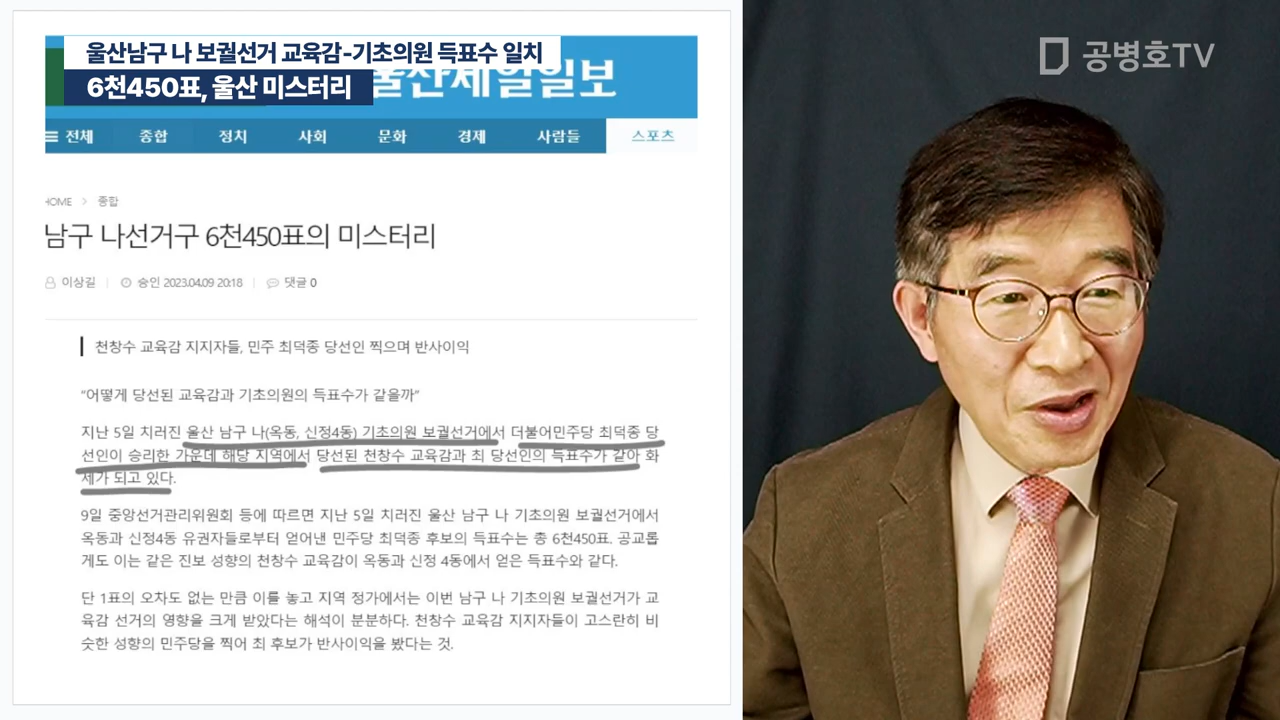 울산남구 나 보궐선거 교육감-기초의원 득표수 일치
6천450표, 울산 미스터리
울산제일일보
공병호TV
전체 종합 정치 사회 문화 경제 사람들 스포츠
HOME > 종합
남구 나선거구 6천450표의 미스터리
이상길 | 승인 2023.04.09 20:18 | 댓글 0
천창수 교육감 지지자들, 민주 최덕종 당선인 찍으며 반사이익
“어떻게 당선된 교육감과 기초의원의 득표수가 같을까”
지난 5일 치러진 울산 남구 나(옥동, 신정4동) 기초의원 보궐선거에서 더불어민주당 최덕종 당
선인이 승리한 가운데 해당 지역에서 당선된 천창수 교육감과 최 당선인의 득표수가 같아 화
제가 되고 있다.
9일 중앙선거관리위원회 등에 따르면 지난 5일 치러진 울산 남구 나 기초의원 보궐선거에서
옥동과 신정4동 유권자들로부터 얻어낸 민주당 최덕종 후보의 득표수는 총 6천450표. 공교롭
게도 이는 같은 진보 성향의 천창수 교육감이 옥동과 신정 4동에서 얻은 득표수와 같다.
단 1표의 오차도 없는 만큼 이를 놓고 지역 정가에서는 이번 남구 나 기초의원 보궐선거가 교
육감 선거의 영향을 크게 받았다는 해석이 분분하다. 천창수 교육감 지지자들이 고스란히 비
슷한 성향의 민주당을 찍어 최 후보가 반사이익을 봤다는 것.